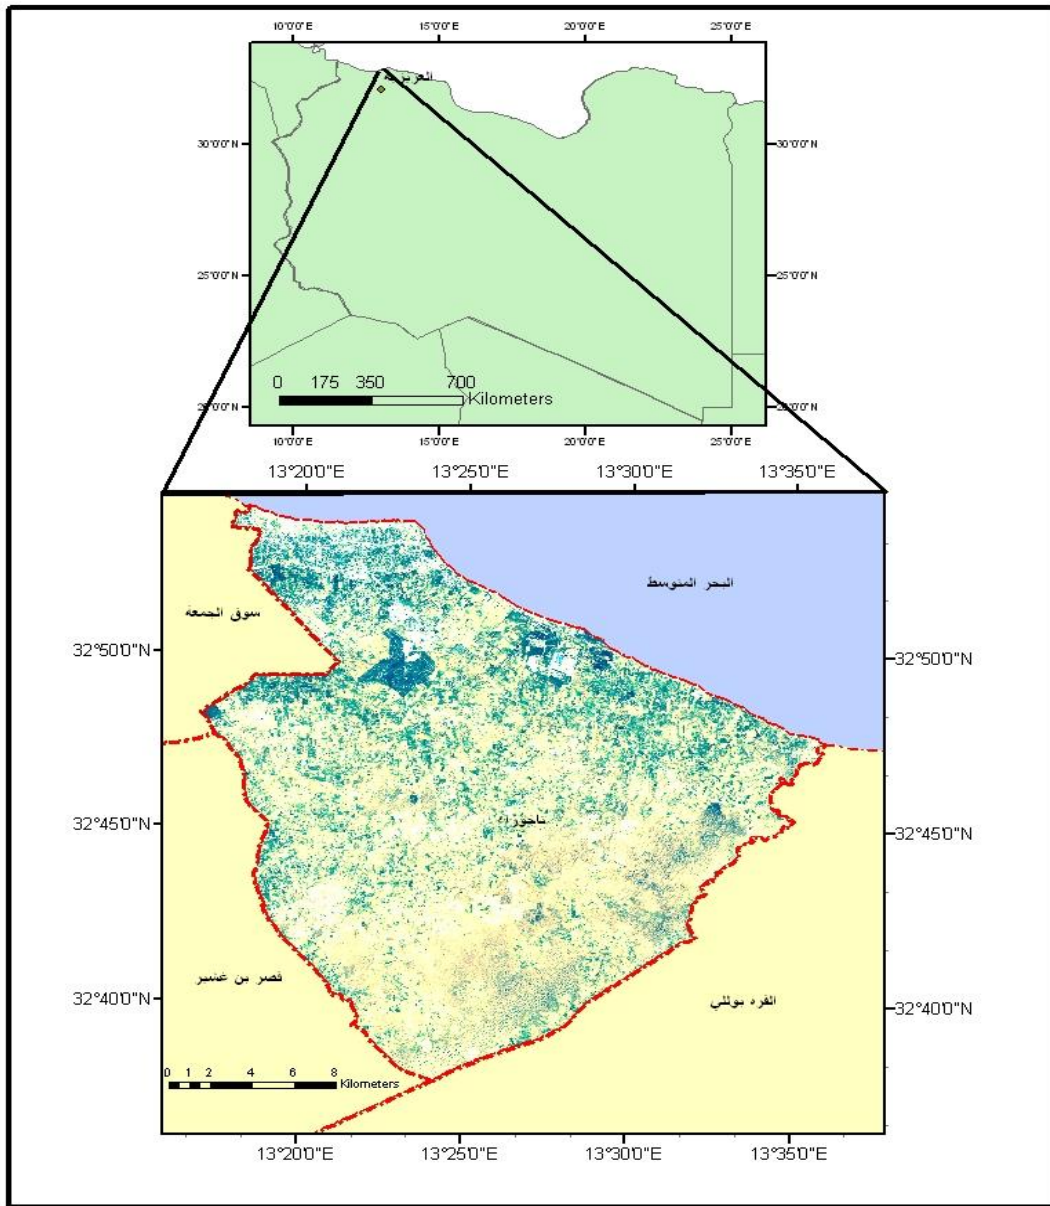 10°0'0"E 15°0'0"E 20°0'0"E 25°0'0"E
العزيزية
30°0'0"N 30°0'0"N
25°0'0"N 25°0'0"N
0 175 350 700
Kilometers
20°0'0"N 20°0'0"N
10°0'0"E 15°0'0"E 20°0'0"E 25°0'0"E
13°20'0"E 13°25'0"E 13°30'0"E 13°35'0"E
البحر المتوسط
سوق الجمعه
32°50'0"N 32°50'0"N
تاجوراء
32°45'0"N 32°45'0"N
قصر بن غشير
القره بوللي
32°40'0"N 32°40'0"N
0 1 2 4 6 8
Kilometers
13°20'0"E 13°25'0"E 13°30'0"E 13°35'0"E